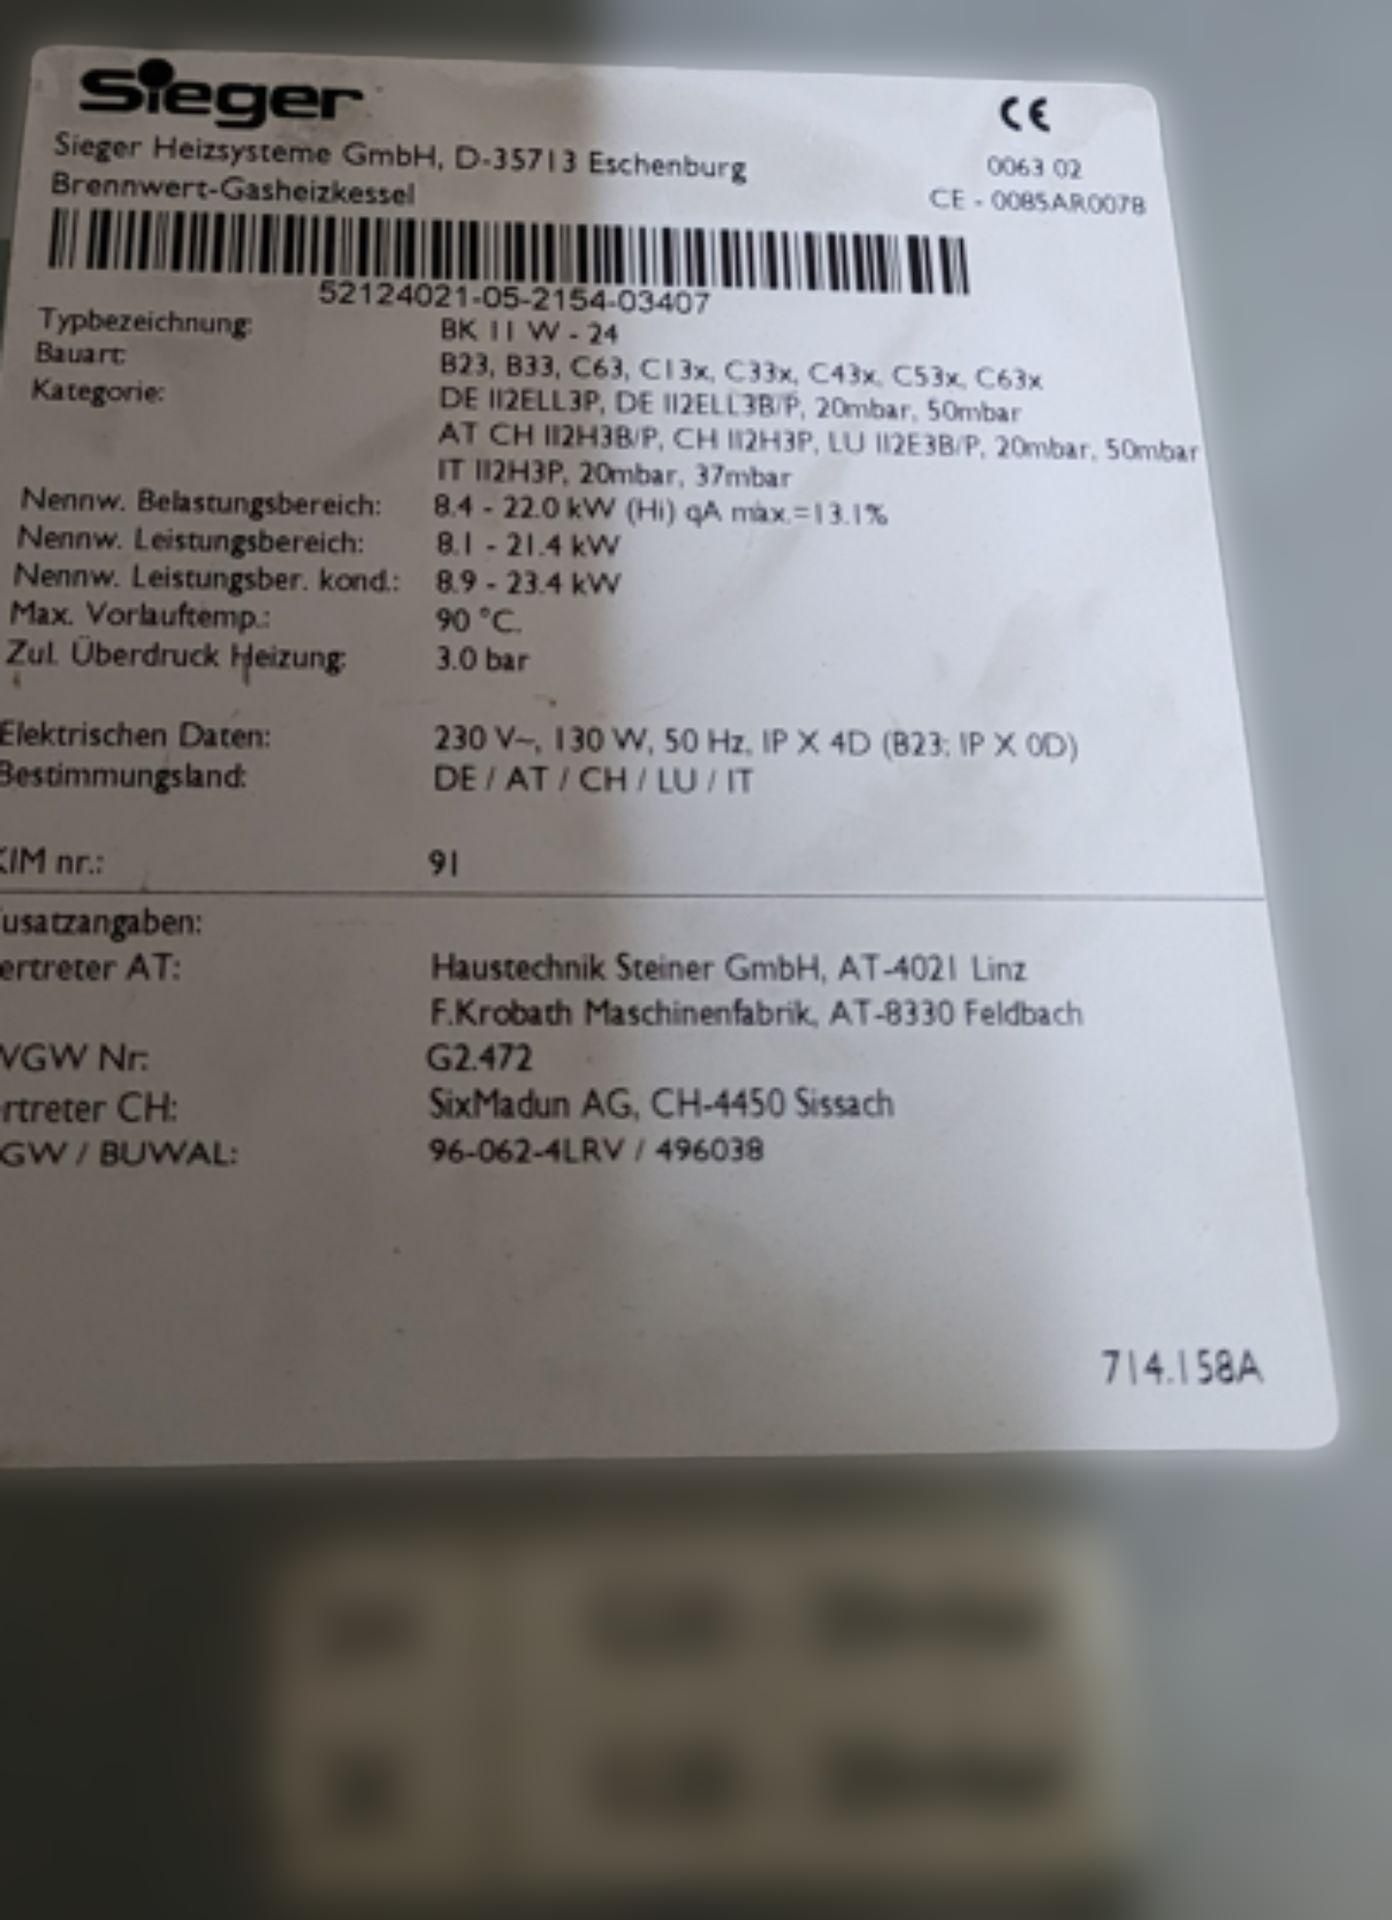 Sieger
CE
Sieger Heizsysteme GmbH, D-35713 Eschenburg
0063 02
Brennwert-Gasheizkessel
CE - 0085AR0078
52124021-05-2154-03407
Typbezeichnung: BK 11 W - 24
Bauart: B23, B33, C63, C13x, C33x, C43x, C53x, C63x
Kategorie: DE II2ELL3P, DE II2ELL3B/P, 20mbar, 50mbar
AT CH II2H3B/P, CH II2H3P, LU II2E3B/P, 20mbar, 50mbar
IT II2H3P, 20mbar, 37mbar
Nennw. Belastungsbereich: 8.4 - 22.0 kW (Hi) qA max.=13.1%
Nennw. Leistungsbereich: 8.1 - 21.4 kW
Nennw. Leistungsber. kond.: 8.9 - 23.4 kW
Max. Vorlauftemp.: 90 °C.
Zul. Überdruck Heizung: 3.0 bar
Elektrischen Daten: 230 V~, 130 W, 50 Hz, IP X 4D (B23; IP X 0D)
Bestimmungsland: DE / AT / CH / LU / IT
KIM nr.: 91
usatzangaben:
ertreter AT: Haustechnik Steiner GmbH, AT-4021 Linz
F.Krobath Maschinenfabrik, AT-8330 Feldbach
VGW Nr: G2.472
rtreter CH: SixMadun AG, CH-4450 Sissach
GW / BUWAL: 96-062-4LRV / 496038
714.158A